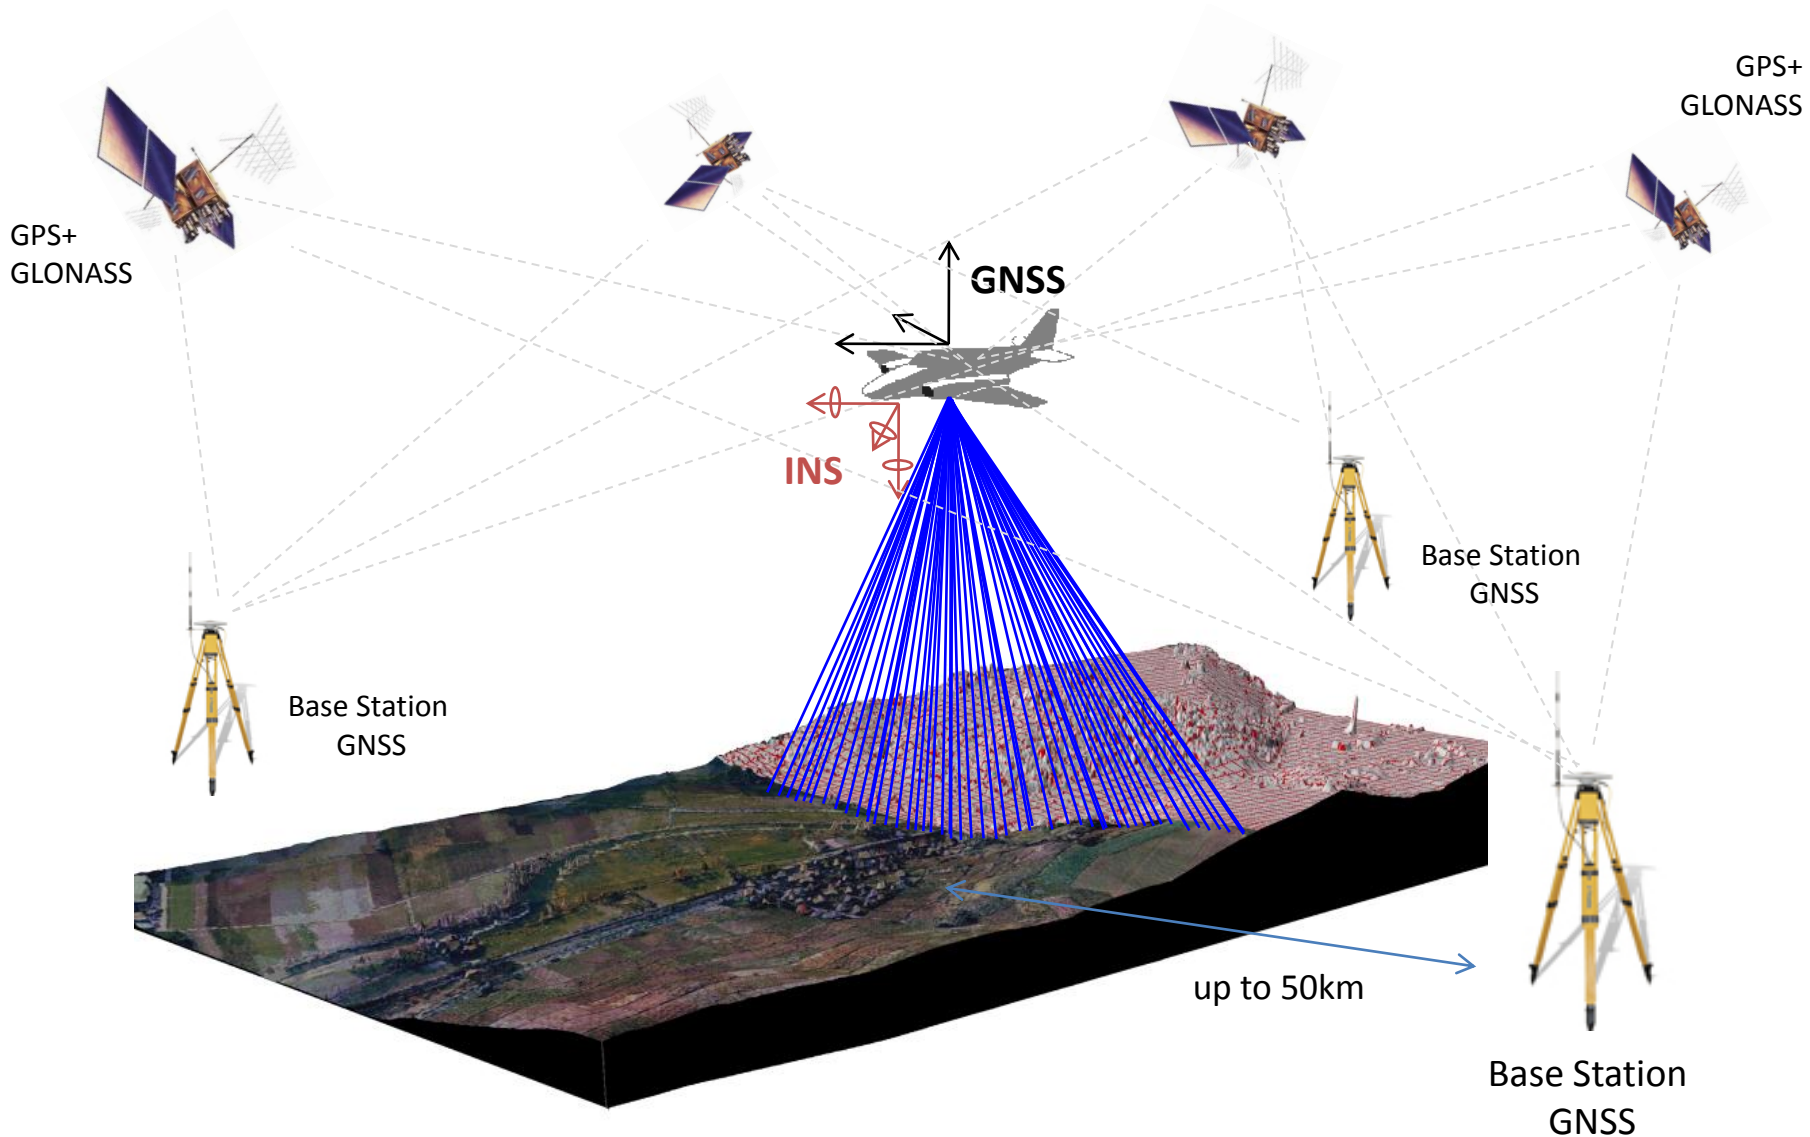 GPS+
GLONASS
GPS+
GLONASS
GNSS
INS
Base Station
GNSS
Base Station
GNSS
up to 50km
Base Station
GNSS